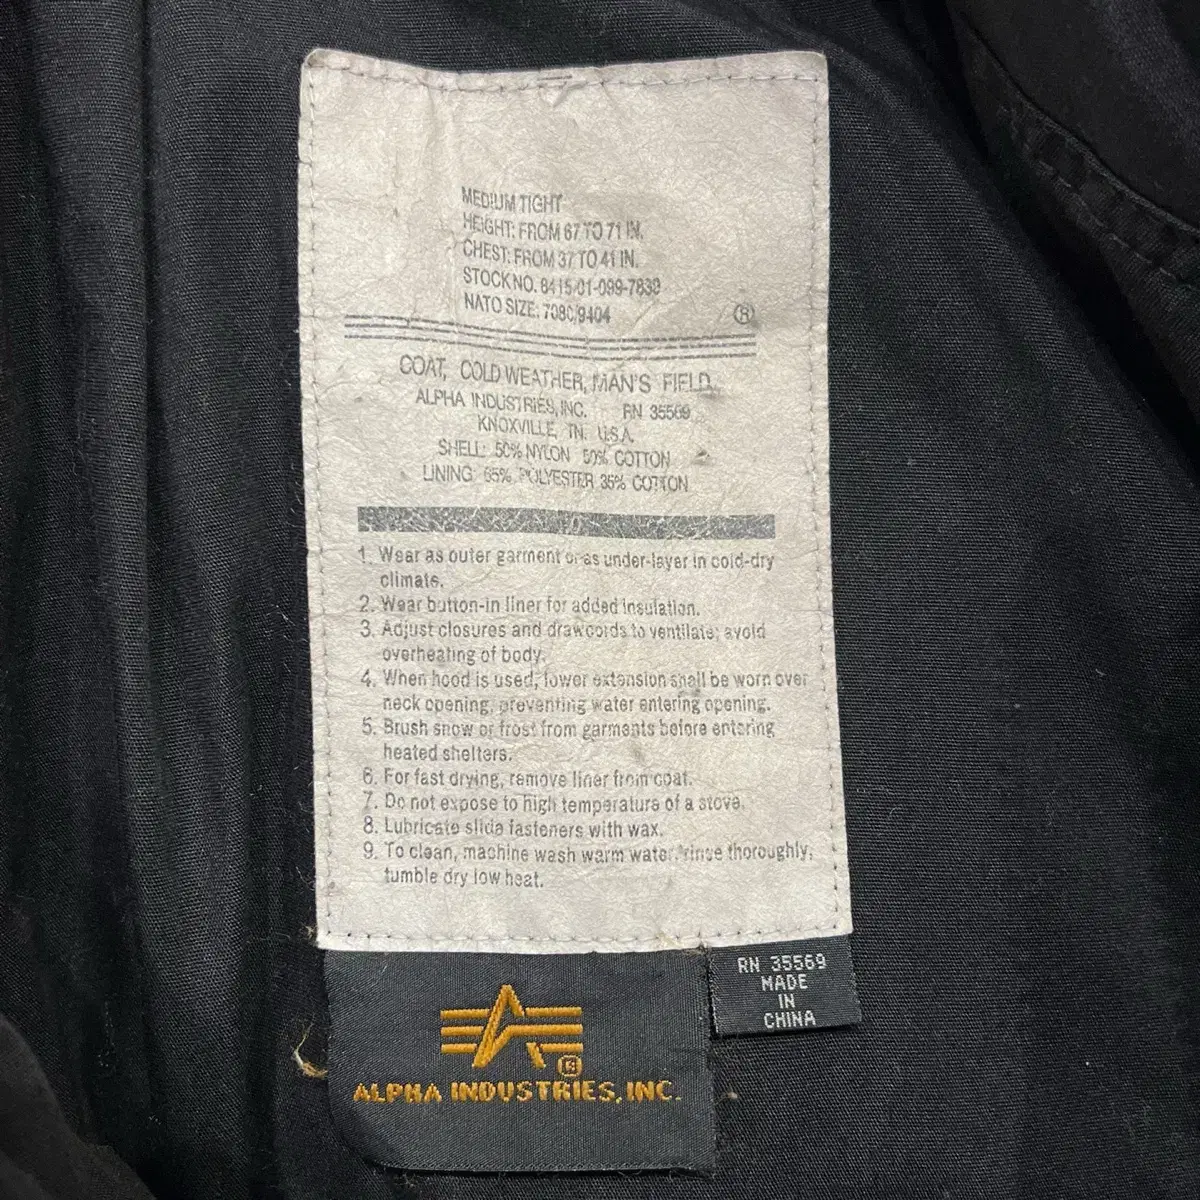 MEDIUM TIGHT
HEIGHT: FROM 67 TO 71 IN.
CHEST: FROM 37 TO 41 IN.
STOCK NO. 8415-01-099-7839
NATO SIZE: 7080/9404
®
COAT, COLD WEATHER, MAN'S FIELD
ALPHA INDUSTRIES, INC. RN 35569
KNOXVILLE, TN. U.S.A.
SHELL: 50% NYLON 50% COTTON
LINING 65% POLYESTER 35% COTTON
1. Wear as outer garment or as under-layer in cold-dry
climate.
2. Wear button-in liner for added insulation.
3. Adjust closures and drawcords to ventilate; avoid
overheating of body.
4. When hood is used, lower extension shall be worn over
neck opening, preventing water entering opening.
5. Brush snow or frost from garments before entering
heated shelters.
6. For fast drying, remove liner from coat.
7. Do not expose to high temperature of a stove.
8. Lubricate slide fasteners with wax.
9. To clean, machine wash warm water, rinse thoroughly,
tumble dry low heat.
RN 35569
MADE
IN
CHINA
®
ALPHA INDUSTRIES, INC.